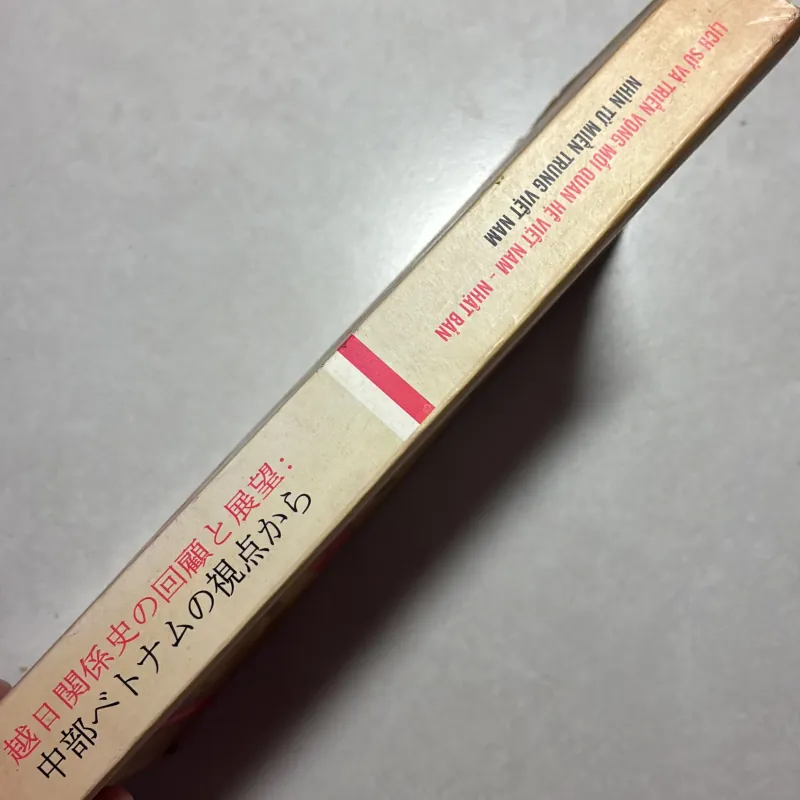 LỊCH SỬ VÀ TRIỂN VỌNG MỐI QUAN HỆ VIỆT NAM - NHẬT BẢN
NHÌN TỪ MIỀN TRUNG VIỆT NAM
越日関係史の回顧と展望:
中部ベトナムの視点から